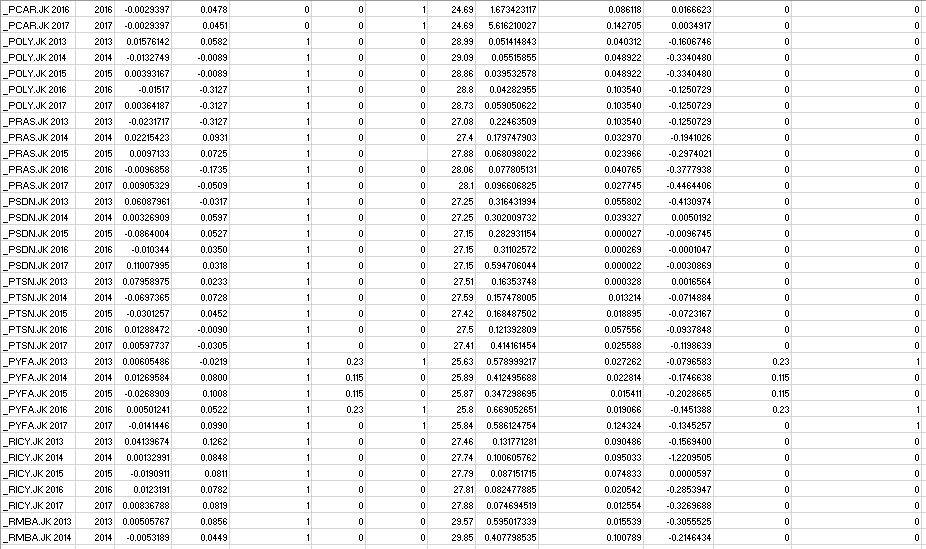 _PCAR.JK 2016 2016 -0.0029397 0.0478 0 0 1 24.69 1.673423117 0.086118 0.0166623 0 0
_PCAR.JK 2017 2017 -0.0029397 0.0451 0 0 1 24.69 5.616210027 0.142705 0.0034917 0 0
_POLY.JK 2013 2013 0.01576142 0.0582 1 0 0 28.99 0.051414843 0.040312 -0.1606746 0 0
_POLY.JK 2014 2014 -0.0132749 -0.0089 1 0 0 29.09 0.05515855 0.048922 -0.3340480 0 0
_POLY.JK 2015 2015 0.00393167 -0.0089 1 0 0 28.86 0.039532578 0.048922 -0.3340480 0 0
_POLY.JK 2016 2016 -0.01517 -0.3127 1 0 0 28.8 0.04282955 0.103540 -0.1250729 0 0
_POLY.JK 2017 2017 0.00364187 -0.3127 1 0 0 28.73 0.059050622 0.103540 -0.1250729 0 0
_PRAS.JK 2013 2013 -0.0231717 -0.3127 1 0 0 27.08 0.22463509 0.103540 -0.1250729 0 0
_PRAS.JK 2014 2014 0.02215423 0.0931 1 0 0 27.4 0.179747903 0.032970 -0.1941026 0 0
_PRAS.JK 2015 2015 0.0097133 0.0725 1 0 27.88 0.068098022 0.023966 -0.2974021 0 0
_PRAS.JK 2016 2016 -0.0096858 -0.1735 1 0 0 28.06 0.077805131 0.040765 -0.3777938 0 0
_PRAS.JK 2017 2017 0.00905329 -0.0509 1 0 0 28.1 0.096606825 0.027745 -0.4464406 0 0
_PSDN.JK 2013 2013 0.06087961 -0.0317 1 0 0 27.25 0.316431994 0.055802 -0.4130974 0 0
_PSDN.JK 2014 2014 0.00326909 0.0597 1 0 0 27.25 0.302009732 0.039327 0.0050192 0 0
_PSDN.JK 2015 2015 -0.0864004 0.0527 1 0 0 27.15 0.282931154 0.000027 -0.0096745 0 0
_PSDN.JK 2016 2016 -0.010344 0.0350 1 0 0 27.15 0.31102572 0.000269 -0.0001047 0 0
_PSDN.JK 2017 2017 0.11007995 0.0318 1 0 0 27.15 0.594706044 0.000022 -0.0030869 0 0
_PTSN.JK 2013 2013 0.07958975 0.0233 1 0 0 27.51 0.16353748 0.000328 0.0016564 0 0
_PTSN.JK 2014 2014 -0.0697365 0.0728 1 0 0 27.59 0.157478005 0.013214 -0.0714884 0 0
_PTSN.JK 2015 2015 -0.0301257 0.0452 1 0 0 27.42 0.168487502 0.018895 -0.0723167 0 0
_PTSN.JK 2016 2016 0.01288472 -0.0090 1 0 0 27.5 0.121392809 0.057556 -0.0937848 0 0
_PTSN.JK 2017 2017 0.00597737 -0.0305 1 0 0 27.41 0.414161454 0.025588 -0.1198639 0 0
_PYFA.JK 2013 2013 0.00605486 -0.0219 1 0.23 1 25.63 0.578999217 0.027262 -0.0796583 0.23 1
_PYFA.JK 2014 2014 0.01269584 0.0800 1 0.115 0 25.89 0.412495688 0.022814 -0.1746638 0.115 0
_PYFA.JK 2015 2015 -0.0268909 0.1008 1 0.115 0 25.87 0.347298695 0.015411 -0.2028665 0.115 0
_PYFA.JK 2016 2016 0.00501241 0.0522 1 0.23 1 25.8 0.669052651 0.019066 -0.1451388 0.23 1
_PYFA.JK 2017 2017 -0.0141446 0.0990 1 0 1 25.84 0.586124754 0.124324 -0.1345257 0 1
_RICY.JK 2013 2013 0.04139674 0.1262 1 0 0 27.46 0.131771281 0.090486 -0.1569400 0 0
_RICY.JK 2014 2014 0.00132991 0.0848 1 0 0 27.74 0.100605762 0.095033 -1.2209505 0 0
_RICY.JK 2015 2015 -0.0190911 0.0811 1 0 0 27.79 0.087151715 0.074833 0.0000597 0 0
_RICY.JK 2016 2016 0.0123191 0.0782 1 0 0 27.81 0.082477885 0.020542 -0.2853947 0 0
_RICY.JK 2017 2017 0.00836788 0.0819 1 0 0 27.88 0.074694519 0.012554 -0.3269688 0 0
_RMBA.JK 2013 2013 0.00505767 0.0856 1 0 0 29.57 0.595017339 0.015539 -0.3055525 0 0
_RMBA.JK 2014 2014 -0.0053189 0.0449 1 0 0 29.85 0.407798535 0.100789 -0.2146434 0 0